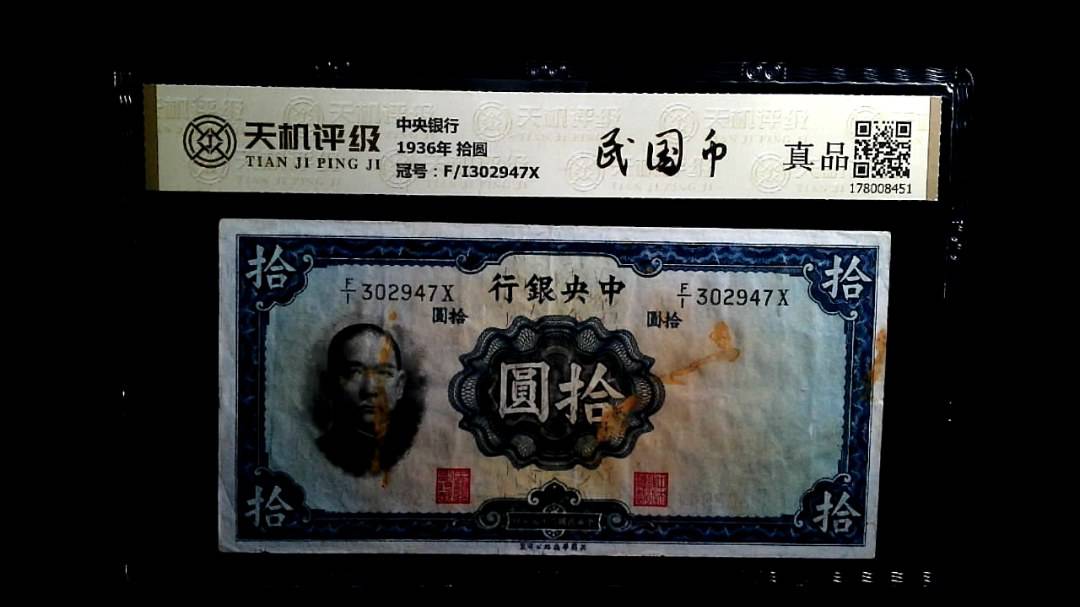 天机评级
TIAN JI PING JI
中央银行
1936年 拾圆
冠号：F/I302947X
民国币
真品
178008451
拾
拾
F/I 302947X
行銀央中
F/I 302947X
圓拾
圓拾
圓拾
拾
拾